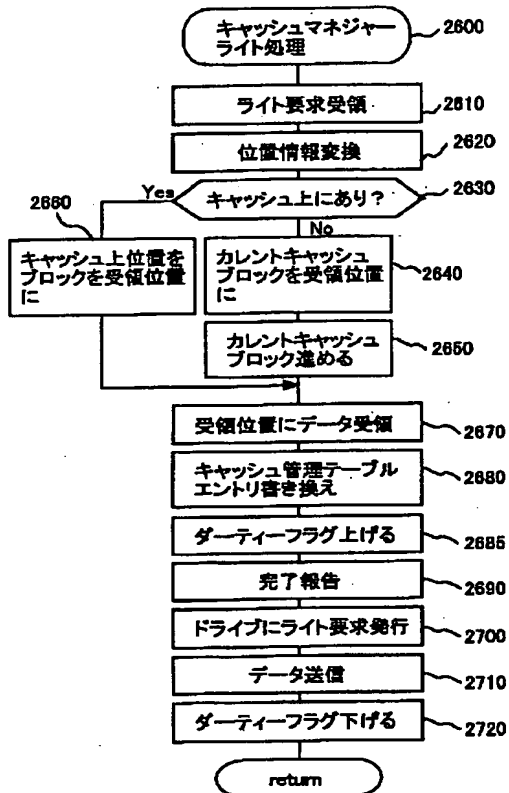 キャッシュマネジャー
ライト処理
2600
ライト要求受領
2610
位置情報変換
2620
キャッシュ上にあり？
2630
Yes
No
2660
キャッシュ上位置を
ブロックを受領位置
に
カレントキャッシュ
ブロックを受領位置
に
2640
カレントキャッシュ
ブロック進める
2650
受領位置にデータ受領
2670
キャッシュ管理テーブル
エントリ書き換え
2680
ダーティーフラグ上げる
2685
完了報告
2690
ドライブにライト要求発行
2700
データ送信
2710
ダーティーフラグ下げる
2720
return